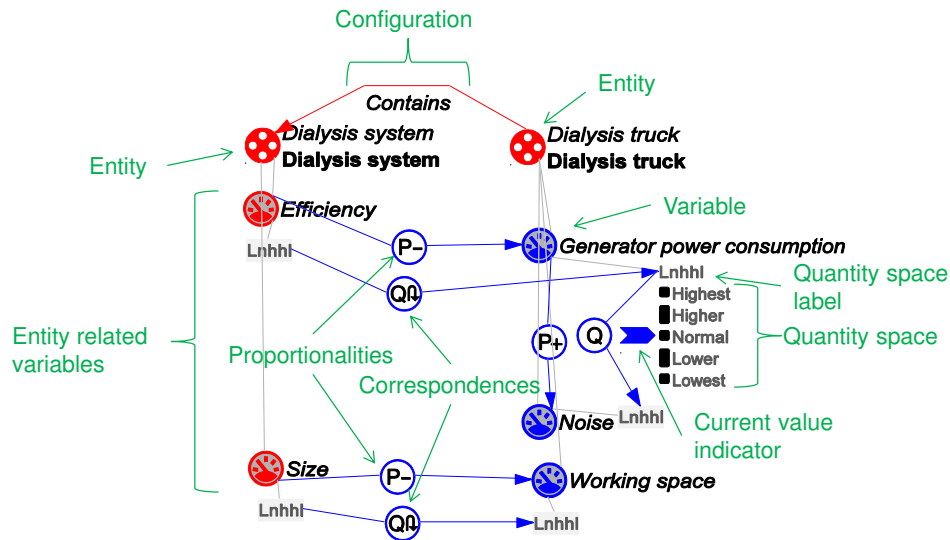 Configuration
Contains
Entity
Dialysis system
Dialysis system
Dialysis truck
Dialysis truck
Entity
Efficiency
Variable
P-
Generator power consumption
Lnhhl
Lnhhl
Quantity space
label
Q
Highest
Higher
Normal
Lower
Lowest
Quantity space
Entity related
variables
Proportionalities
P+
Q
Correspondences
Noise
Lnhhl
Current value
indicator
Size
P-
Working space
Lnhhl
Q
Lnhhl